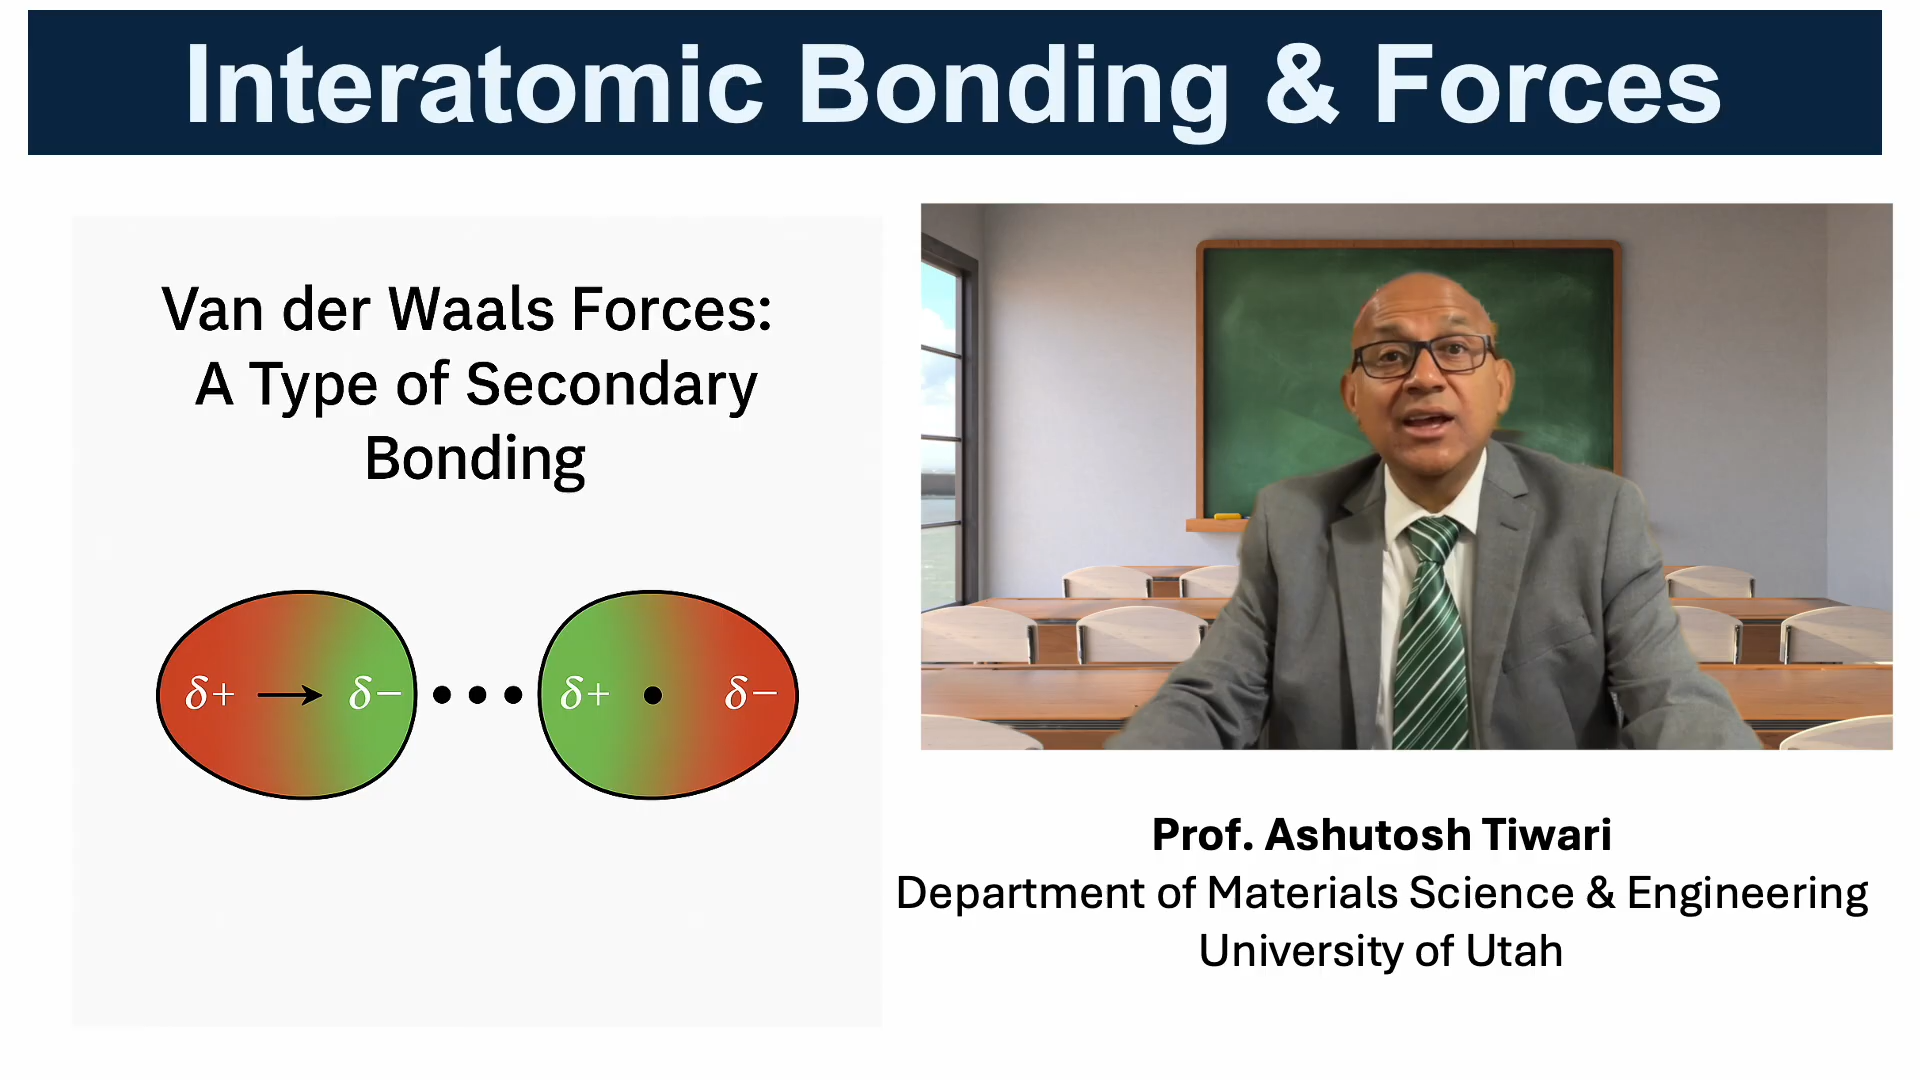 Interatomic Bonding & Forces
Van der Waals Forces:
A Type of Secondary
Bonding
δ+ → δ− ••• δ+ • δ−
Prof. Ashutosh Tiwari
Department of Materials Science & Engineering
University of Utah